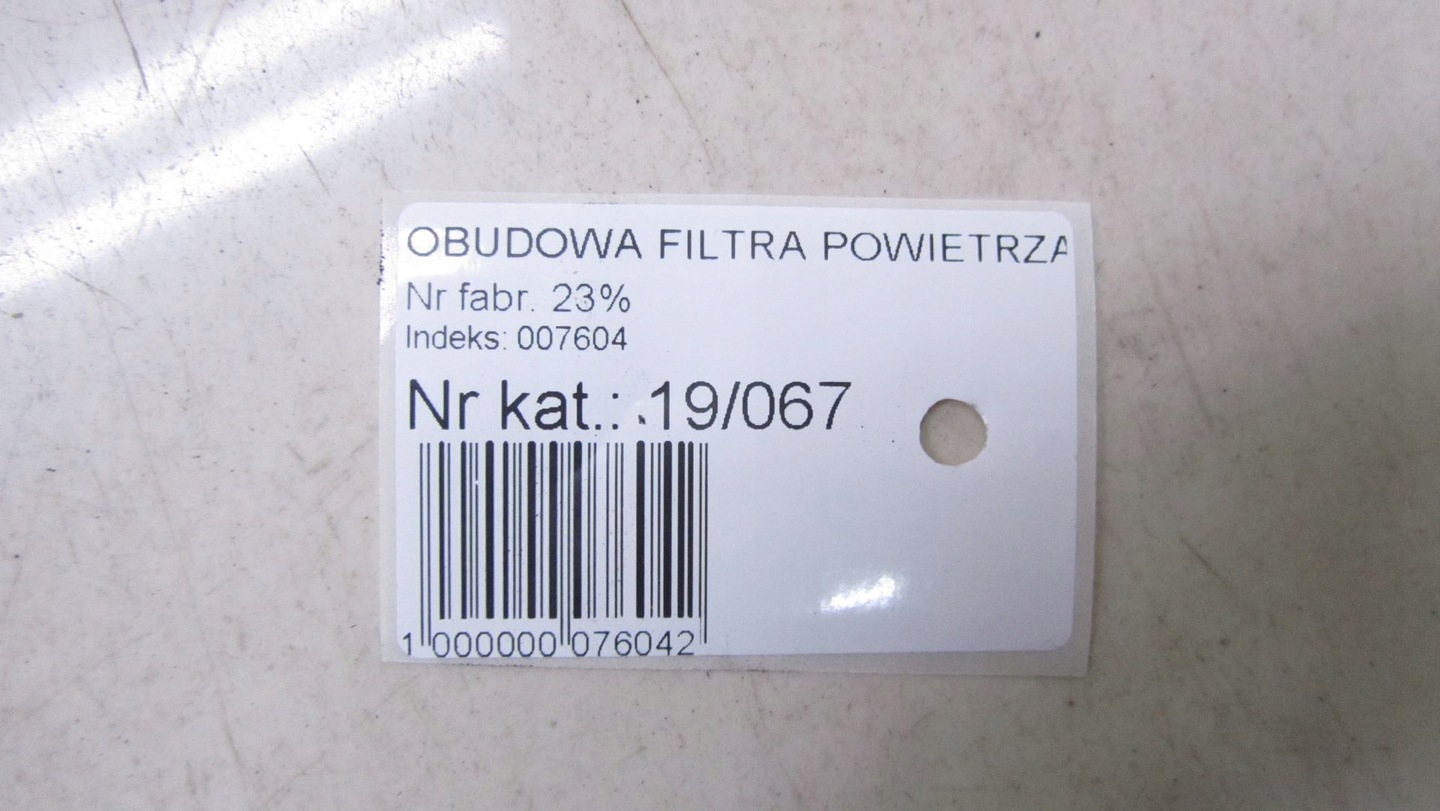 OBUDOWA FILTRA POWIETRZA
Nr fabr. 23%
Indeks: 007604
Nr kat.: 19/067
1 000000 076042